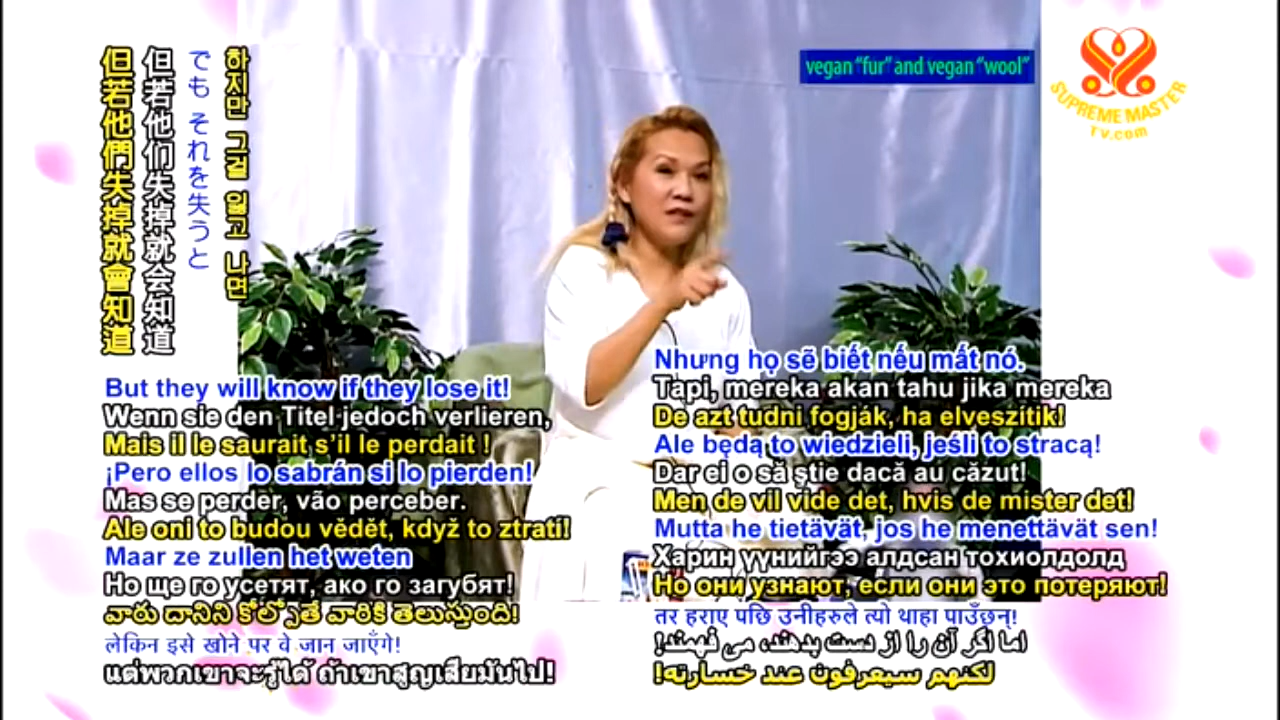 vegan “fur” and vegan “wool”
SUPREME MASTER
TV.com
하지만 그걸 잃고 나면
でも それを失うと
但若他们失掉就会知道
但若他們失掉就會知道
But they will know if they lose it!
Wenn sie den Titel jedoch verlieren,
Mais il le saurait s’il le perdait !
¡Pero ellos lo sabrán si lo pierden!
Mas se perder, vão perceber.
Ale oni to budou vědět, když to ztratí!
Maar ze zullen het weten
Но ще го усетят, ако го загубят!
వారు దానిని కోల్పోతే వారికి తెలుస్తుంది!
लेकिन इसे खोने पर वे जान जाएँगे!
แต่พวกเขาจะรู้ได้ ถ้าเขาสูญเสียมันไป!
Nhưng họ sẽ biết nếu mất nó.
Tapi, mereka akan tahu jika mereka
De azt tudni fogják, ha elveszítik!
Ale będą to wiedzieli, jeśli to stracą!
Dar ei o să ştie dacă au căzut!
Men de vil vide det, hvis de mister det!
Mutta he tietävät, jos he menettävät sen!
Харин үүнийгээ алдсан тохиолдолд
Но они узнают, если они это потеряют!
तर हराए पछि उनीहरुले त्यो थाहा पाउँछन्!
اما اگر آن را از دست بدهند، می فهمند!
لكنهم سيعرفون عند خسارته!